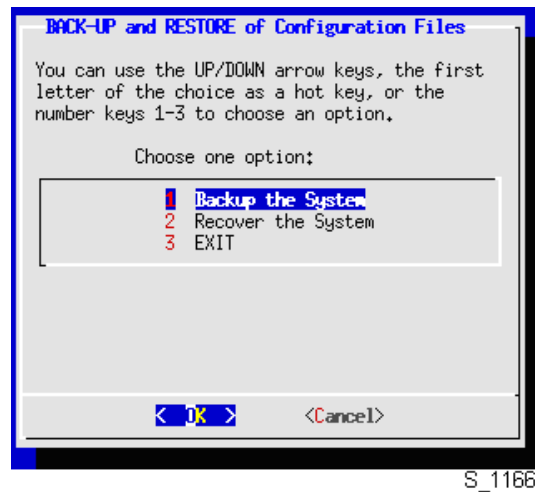 BACK-UP and RESTORE of Configuration Files
You can use the UP/DOWN arrow keys, the first
letter of the choice as a hot key, or the
number keys 1-3 to choose an option.
Choose one option:
1 Backup the System
2 Recover the System
3 EXIT
< OK > <Cancel>
S_1166